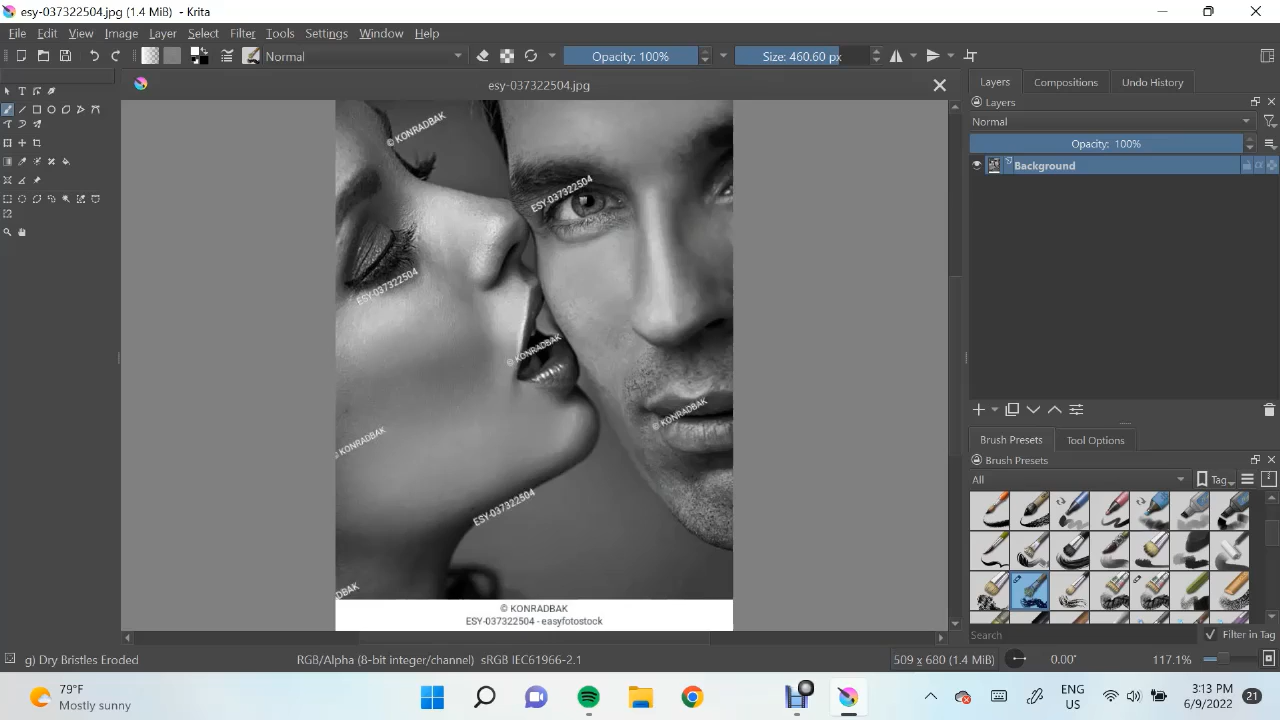 esy-037322504.jpg (1.4 MiB) - Krita
File Edit View Image Layer Select Filter Tools Settings Window Help
Normal
Opacity: 100%
Size: 460.60 px
esy-037322504.jpg
Layers Compositions Undo History
Layers
Normal
Opacity: 100%
Background
© KONRADBAK
ESY-037322504
ESY-037322504
© KONRADBAK
© KONRADBAK
© KONRADBAK
ESY-037322504
DBAK
© KONRADBAK
ESY-037322504 - easyfotostock
Brush Presets Tool Options
Brush Presets
All
Tag
Search
Filter in Tag
g) Dry Bristles Eroded
RGB/Alpha (8-bit integer/channel) sRGB IEC61966-2.1
509 x 680 (1.4 MiB)
0.00°
117.1%
79°F
Mostly sunny
ENG
US
3:13 PM
6/9/2022
21